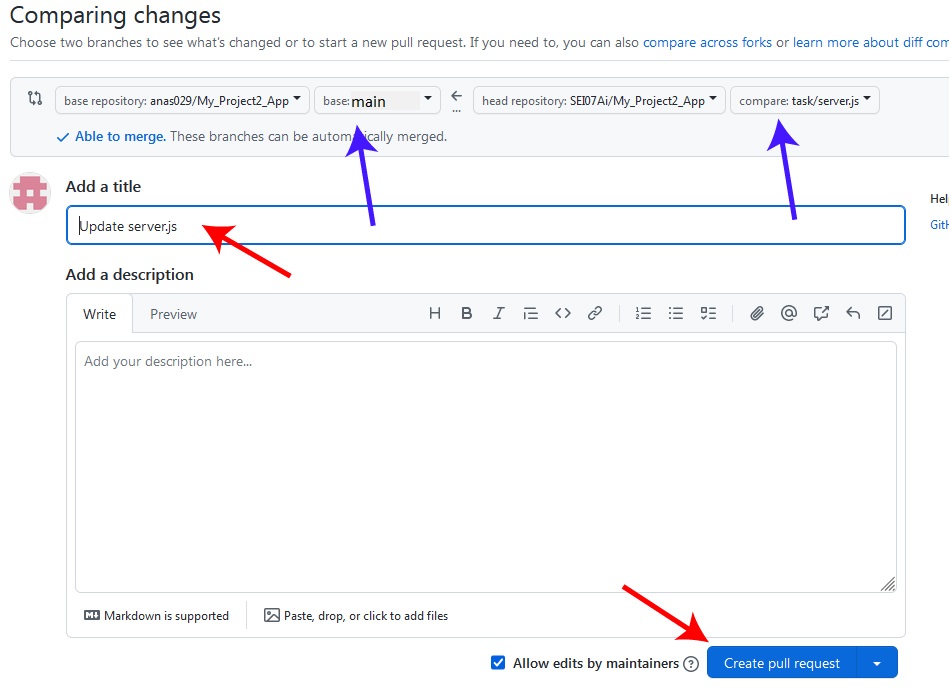 Comparing changes
Choose two branches to see what's changed or to start a new pull request. If you need to, you can also compare across forks or learn more about diff
base repository: anas029/My_Project2_App base: main head repository: SEI07Ai/My_Project2_App compare: task/server.js
Able to merge. These branches can be automatically merged.
Add a title
Update server.js
Add a description
Write Preview
Add your description here...
Markdown is supported Paste, drop, or click to add files
Allow edits by maintainers Create pull request